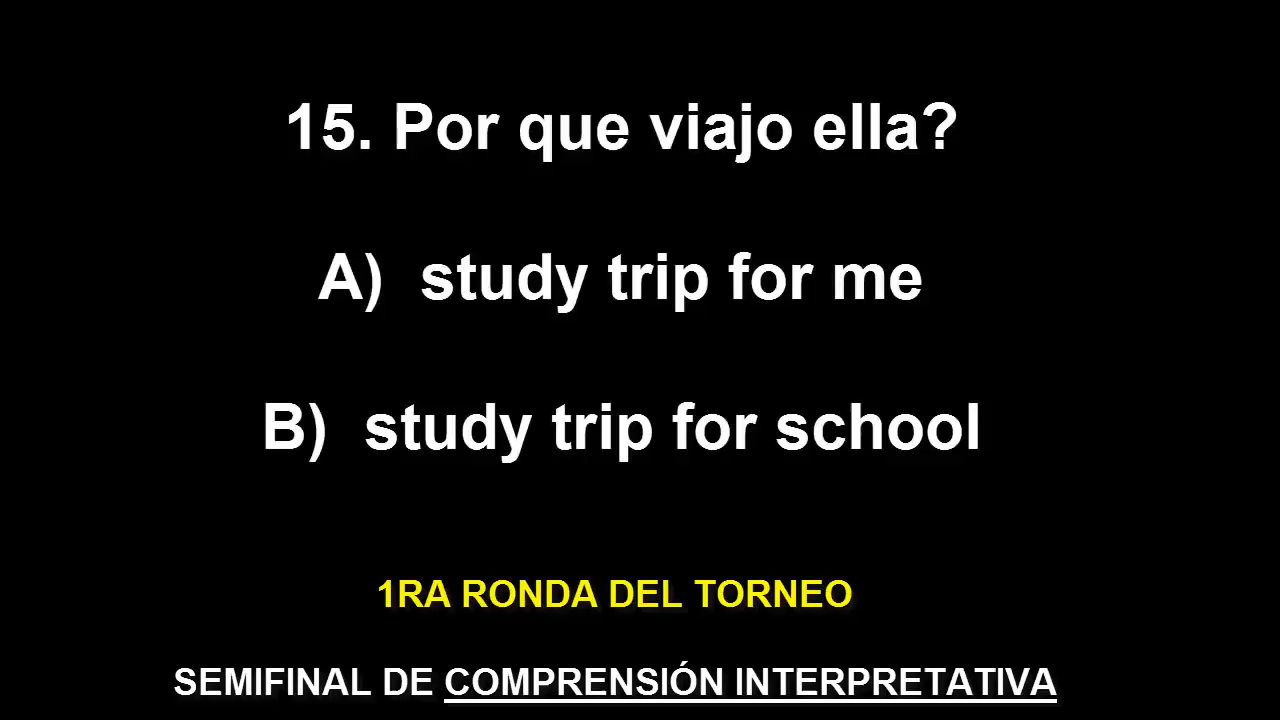 15. Por que viajo ella?
A) study trip for me
B) study trip for school
1RA RONDA DEL TORNEO
SEMIFINAL DE COMPRENSIÓN INTERPRETATIVA